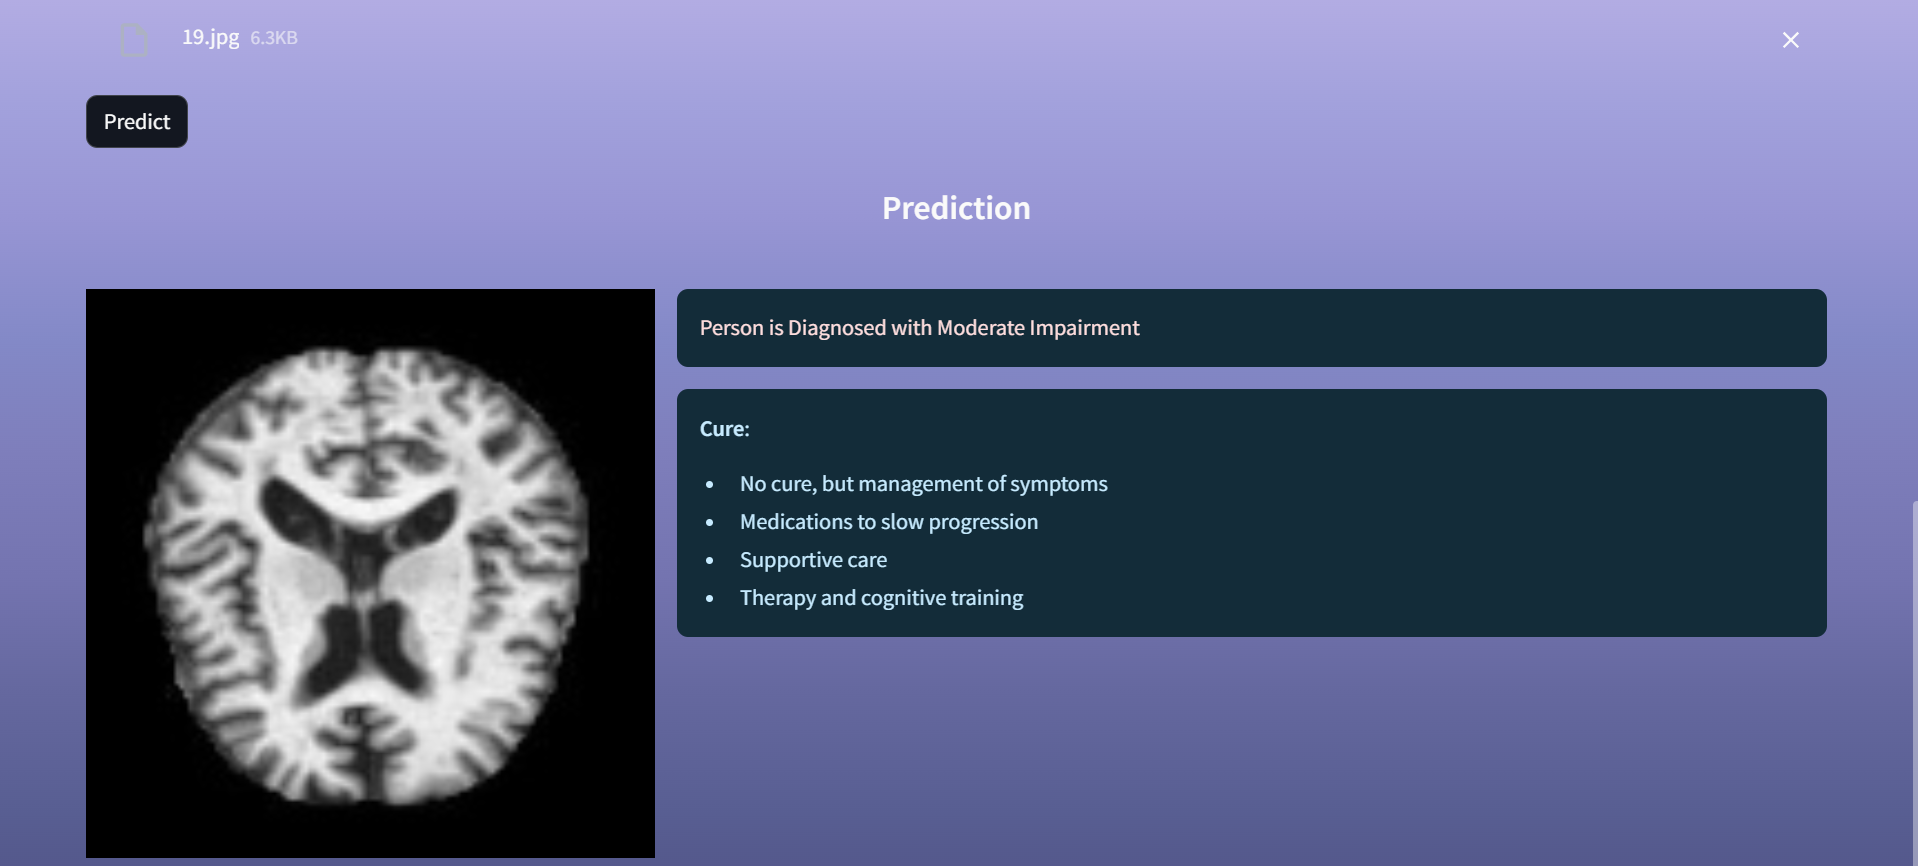 19.jpg 6.3KB
Predict
Prediction
Person is Diagnosed with Moderate Impairment
Cure:
• No cure, but management of symptoms
• Medications to slow progression
• Supportive care
• Therapy and cognitive training